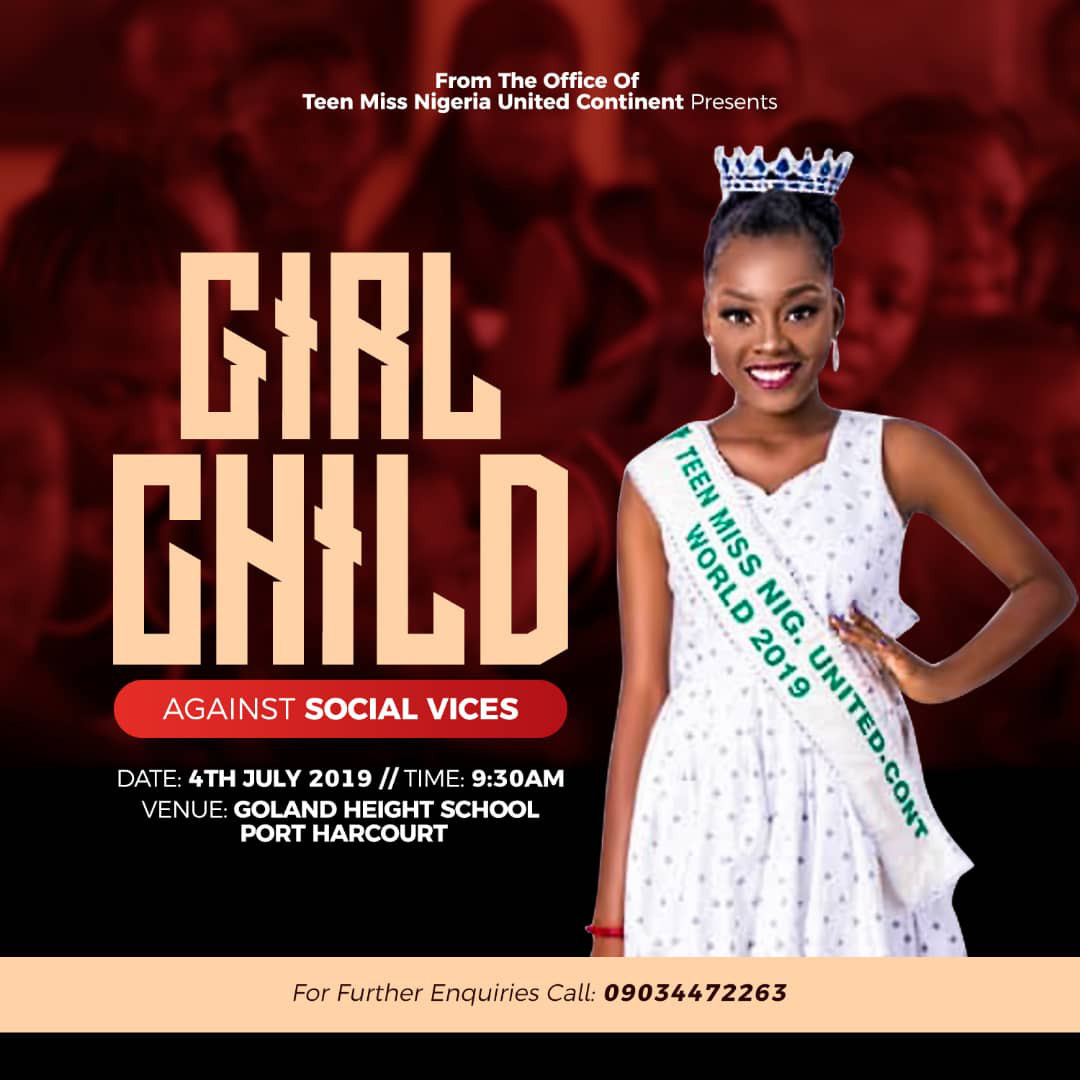 From The Office Of
Teen Miss Nigeria United Continent Presents
GIRL
CHILD
AGAINST SOCIAL VICES
DATE: 4TH JULY 2019 // TIME: 9:30AM
VENUE: GOLAND HEIGHT SCHOOL
PORT HARCOURT
TEEN MISS NIG. UNITED.CONT
WORLD 2019
For Further Enquiries Call: 09034472263